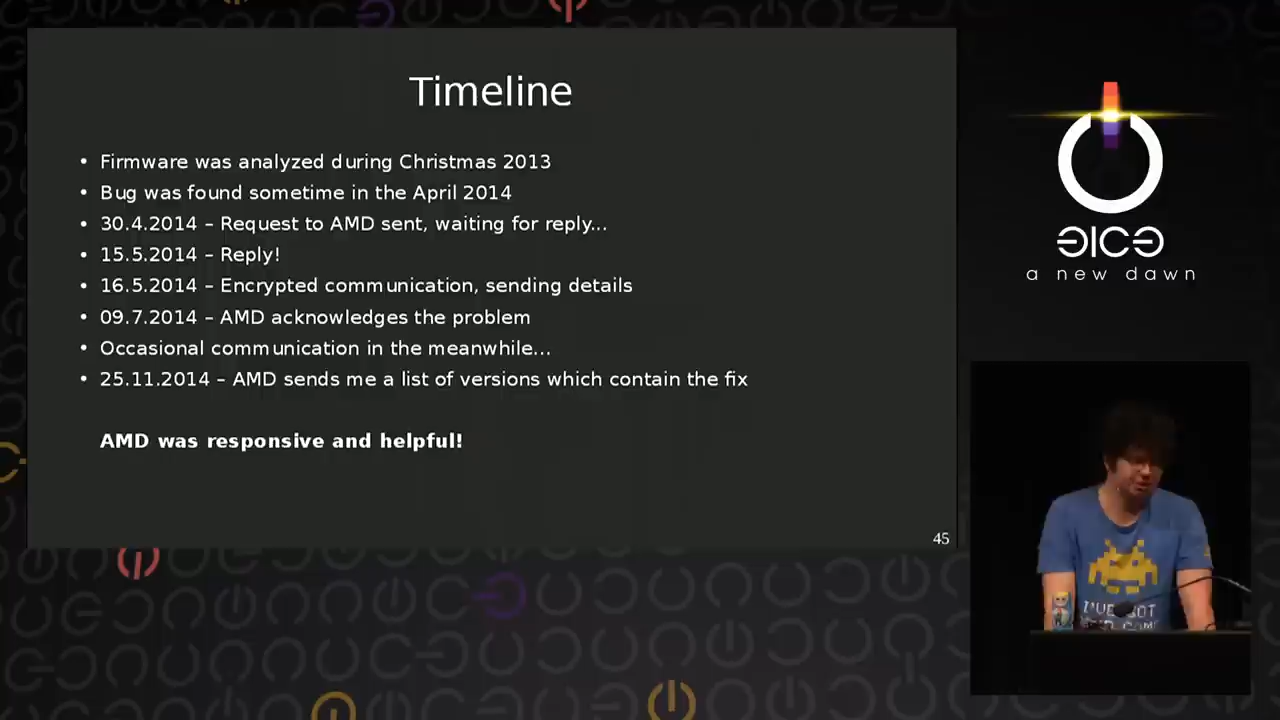 Timeline
• Firmware was analyzed during Christmas 2013
• Bug was found sometime in the April 2014
• 30.4.2014 – Request to AMD sent, waiting for reply...
• 15.5.2014 – Reply!
• 16.5.2014 – Encrypted communication, sending details
• 09.7.2014 – AMD acknowledges the problem
• Occasional communication in the meanwhile...
• 25.11.2014 – AMD sends me a list of versions which contain the fix
AMD was responsive and helpful!
45
a new dawn